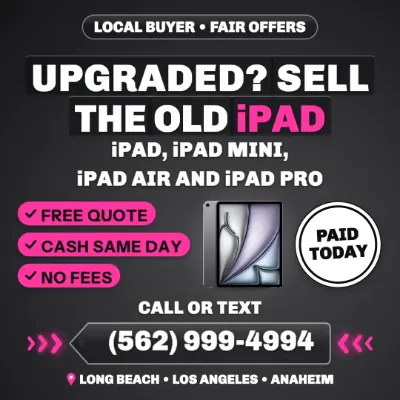 LOCAL BUYER • FAIR OFFERS
UPGRADED? SELL
THE OLD iPAD
iPAD, iPAD MINI,
iPAD AIR AND iPAD PRO
FREE QUOTE
CASH SAME DAY
NO FEES
PAID
TODAY
CALL OR TEXT
(562) 999-4994
LONG BEACH • LOS ANGELES • ANAHEIM